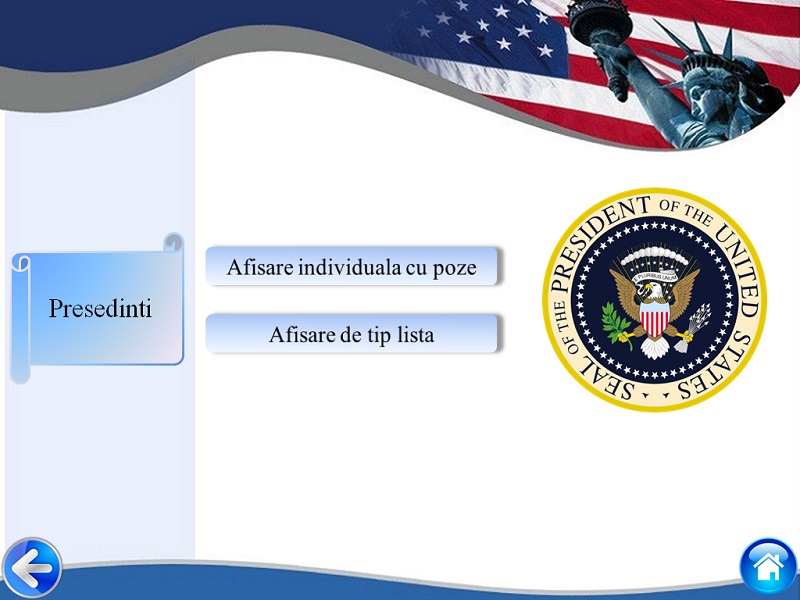 Presedinti
Afisare individuala cu poze
Afisare de tip lista
SEAL OF THE PRESIDENT OF THE UNITED STATES
E PLURIBUS UNUM